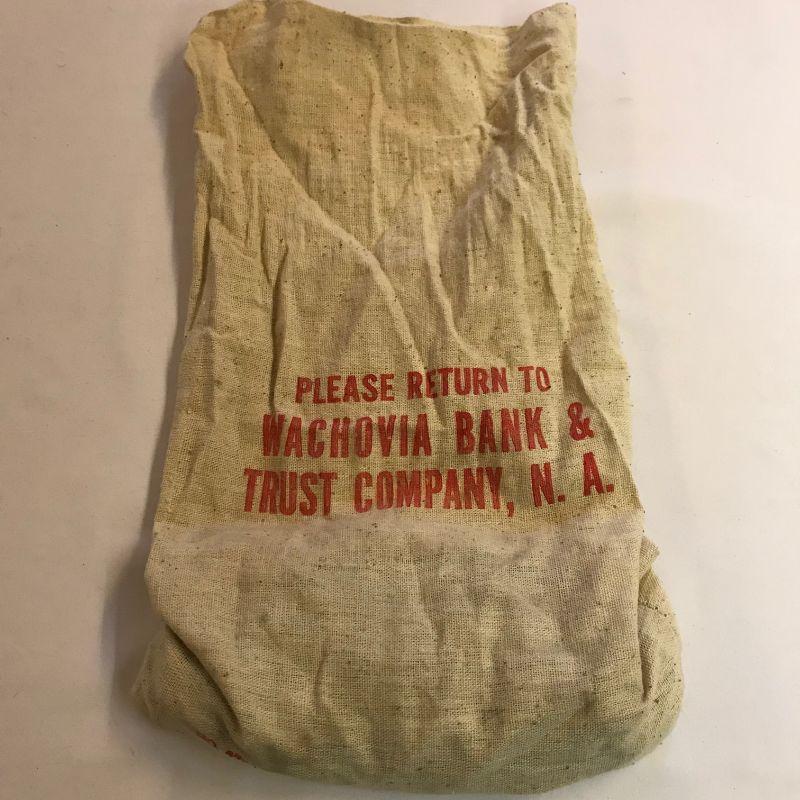 PLEASE RETURN TO
WACHOVIA BANK &
TRUST COMPANY, N. A.